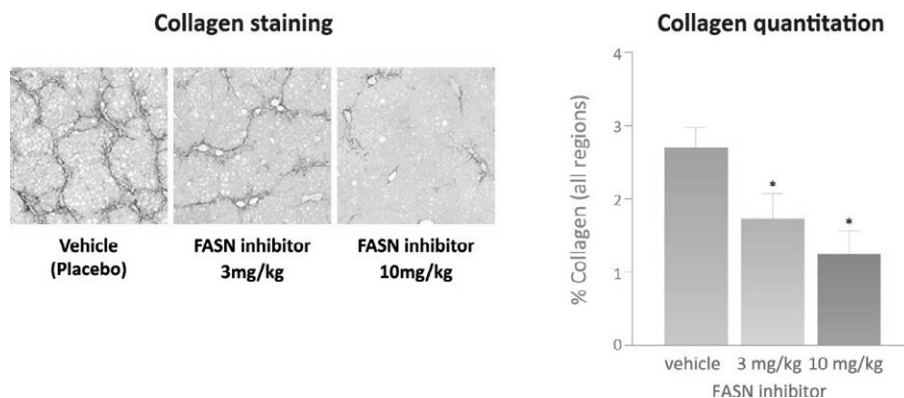 Collagen staining
Vehicle
(Placebo)
FASN inhibitor
3mg/kg
FASN inhibitor
10mg/kg
Collagen quantitation
% Collagen (all regions)
4
3
2
1
0
*
*
vehicle 3 mg/kg 10 mg/kg
FASN inhibitor